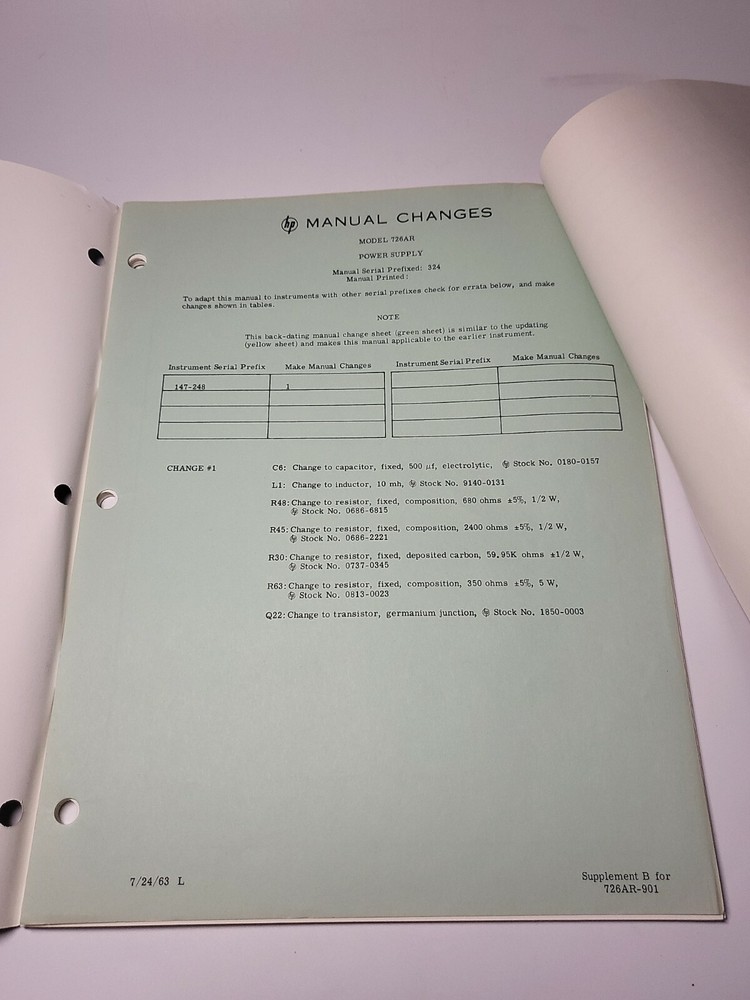 hp MANUAL CHANGES
MODEL 726AR
POWER SUPPLY
Manual Serial Prefixed: 324
Manual Printed:
To adapt this manual to instruments with other serial prefixes check for errata below, and make
changes shown in tables.
NOTE
This back-dating manual change sheet (green sheet) is similar to the updating
(yellow sheet) and makes this manual applicable to the earlier instrument.
Instrument Serial Prefix Make Manual Changes Instrument Serial Prefix Make Manual Changes
147-248 1
CHANGE #1 C6: Change to capacitor, fixed, 500 µf, electrolytic, hp Stock No. 0180-0157
L1: Change to inductor, 10 mh, hp Stock No. 9140-0131
R48: Change to resistor, fixed, composition, 680 ohms ±5%, 1/2 W,
hp Stock No. 0686-6815
R45: Change to resistor, fixed, composition, 2400 ohms ±5%, 1/2 W,
hp Stock No. 0686-2221
R30: Change to resistor, fixed, deposited carbon, 59.95K ohms ±1/2 W,
hp Stock No. 0737-0345
R63: Change to resistor, fixed, composition, 350 ohms ±5%, 5 W,
hp Stock No. 0813-0023
Q22: Change to transistor, germanium junction, hp Stock No. 1850-0003
7/24/63 L
Supplement B for
726AR-901